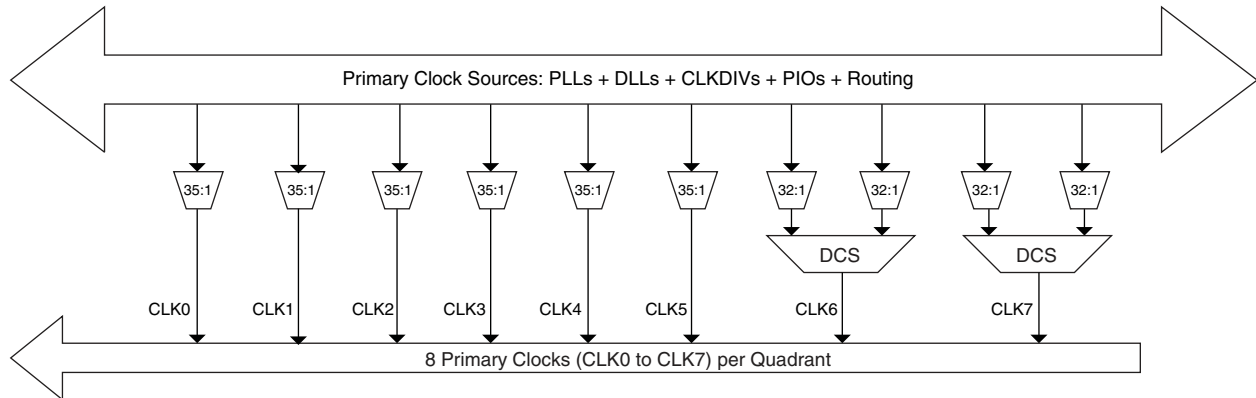 Primary Clock Sources: PLLs + DLLs + CLKDIVs + PIOs + Routing
35:1
35:1
35:1
35:1
35:1
35:1
32:1
32:1
32:1
32:1
DCS
DCS
CLK0
CLK1
CLK2
CLK3
CLK4
CLK5
CLK6
CLK7
8 Primary Clocks (CLK0 to CLK7) per Quadrant